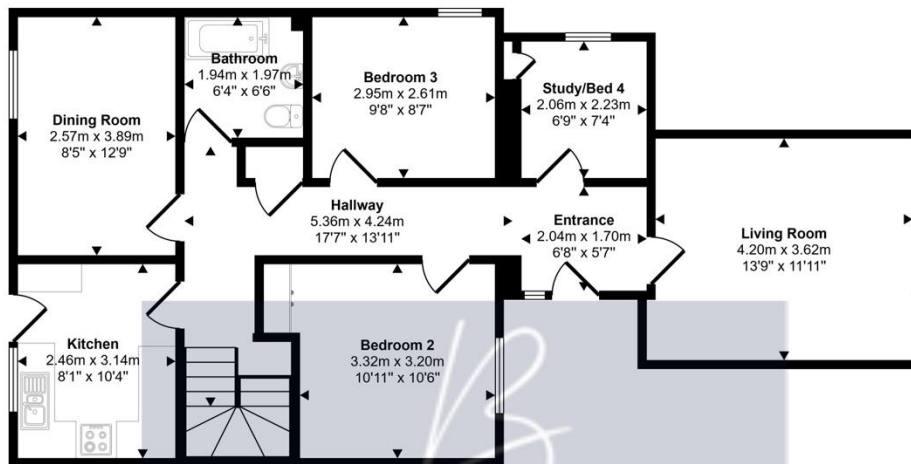 Bathroom
1.94m x 1.97m
6'4" x 6'6"
Bedroom 3
2.95m x 2.61m
9'8" x 8'7"
Study/Bed 4
2.06m x 2.23m
6'9" x 7'4"
Dining Room
2.57m x 3.89m
8'5" x 12'9"
Hallway
5.36m x 4.24m
17'7" x 13'11"
Entrance
2.04m x 1.70m
6'8" x 5'7"
Living Room
4.20m x 3.62m
13'9" x 11'11"
Kitchen
2.46m x 3.14m
8'1" x 10'4"
Bedroom 2
3.32m x 3.20m
10'11" x 10'6"
B